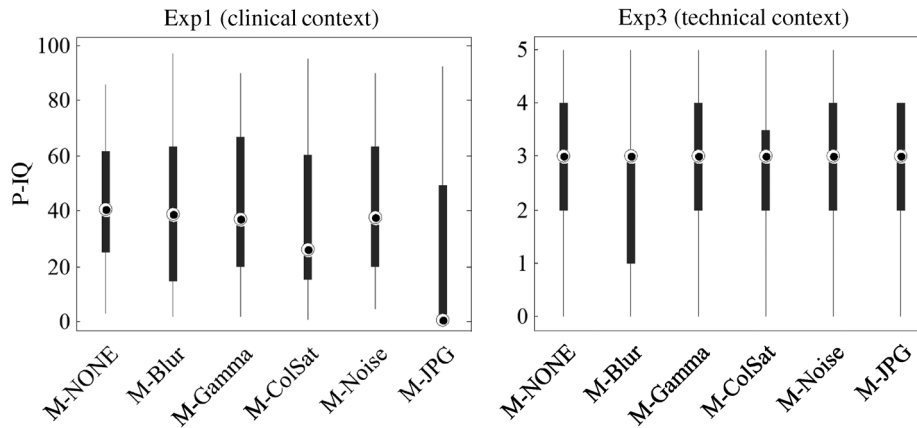 Exp1 (clinical context)
Exp3 (technical context)
P-IQ
100
80
60
40
20
0
5
4
3
2
1
0
M-NONE
M-Blur
M-Gamma
M-ColSat
M-Noise
M-JPG
M-NONE
M-Blur
M-Gamma
M-ColSat
M-Noise
M-JPG